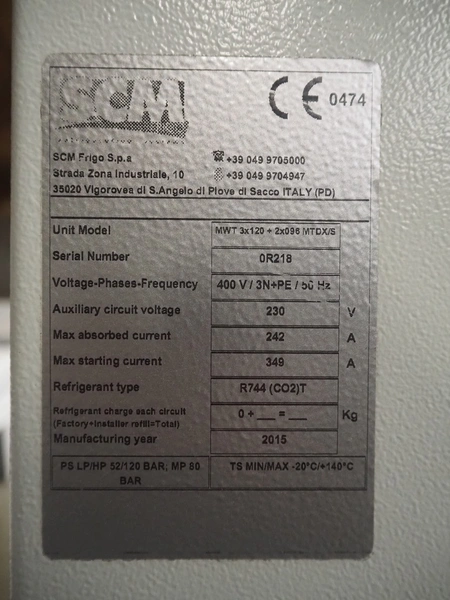 SCM
CE 0474
SCM Frigo S.p.a ☎ +39 049 9705000
Strada Zona Industriale, 10 +39 049 9704947
35020 Vigorovea di S.Angelo di Piove di Sacco ITALY (PD)
Unit Model MWT 3x120 + 2x096 MTDX/S
Serial Number 0R218
Voltage-Phases-Frequency 400 V / 3N+PE / 50 Hz
Auxiliary circuit voltage 230 V
Max absorbed current 242 A
Max starting current 349 A
Refrigerant type R744 (CO2)T
Refrigerant charge each circuit 0 + ___ = ___ Kg
(Factory+Installer refill=Total)
Manufacturing year 2015
PS LP/HP 52/120 BAR; MP 80 TS MIN/MAX -20°C/+140°C
BAR